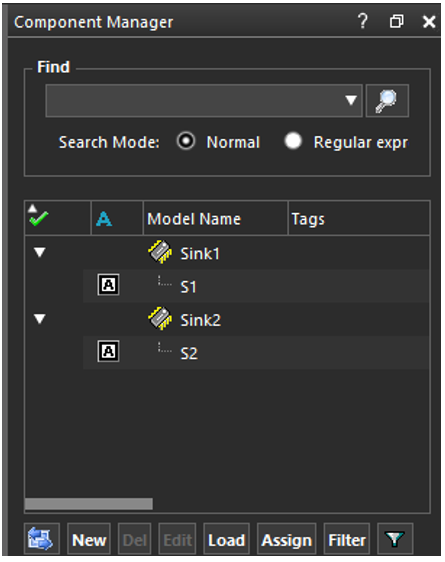 Component Manager ?
Find
Search Mode: Normal Regular expr
A Model Name Tags
Sink1
A S1
Sink2
A S2
New Del Edit Load Assign Filter